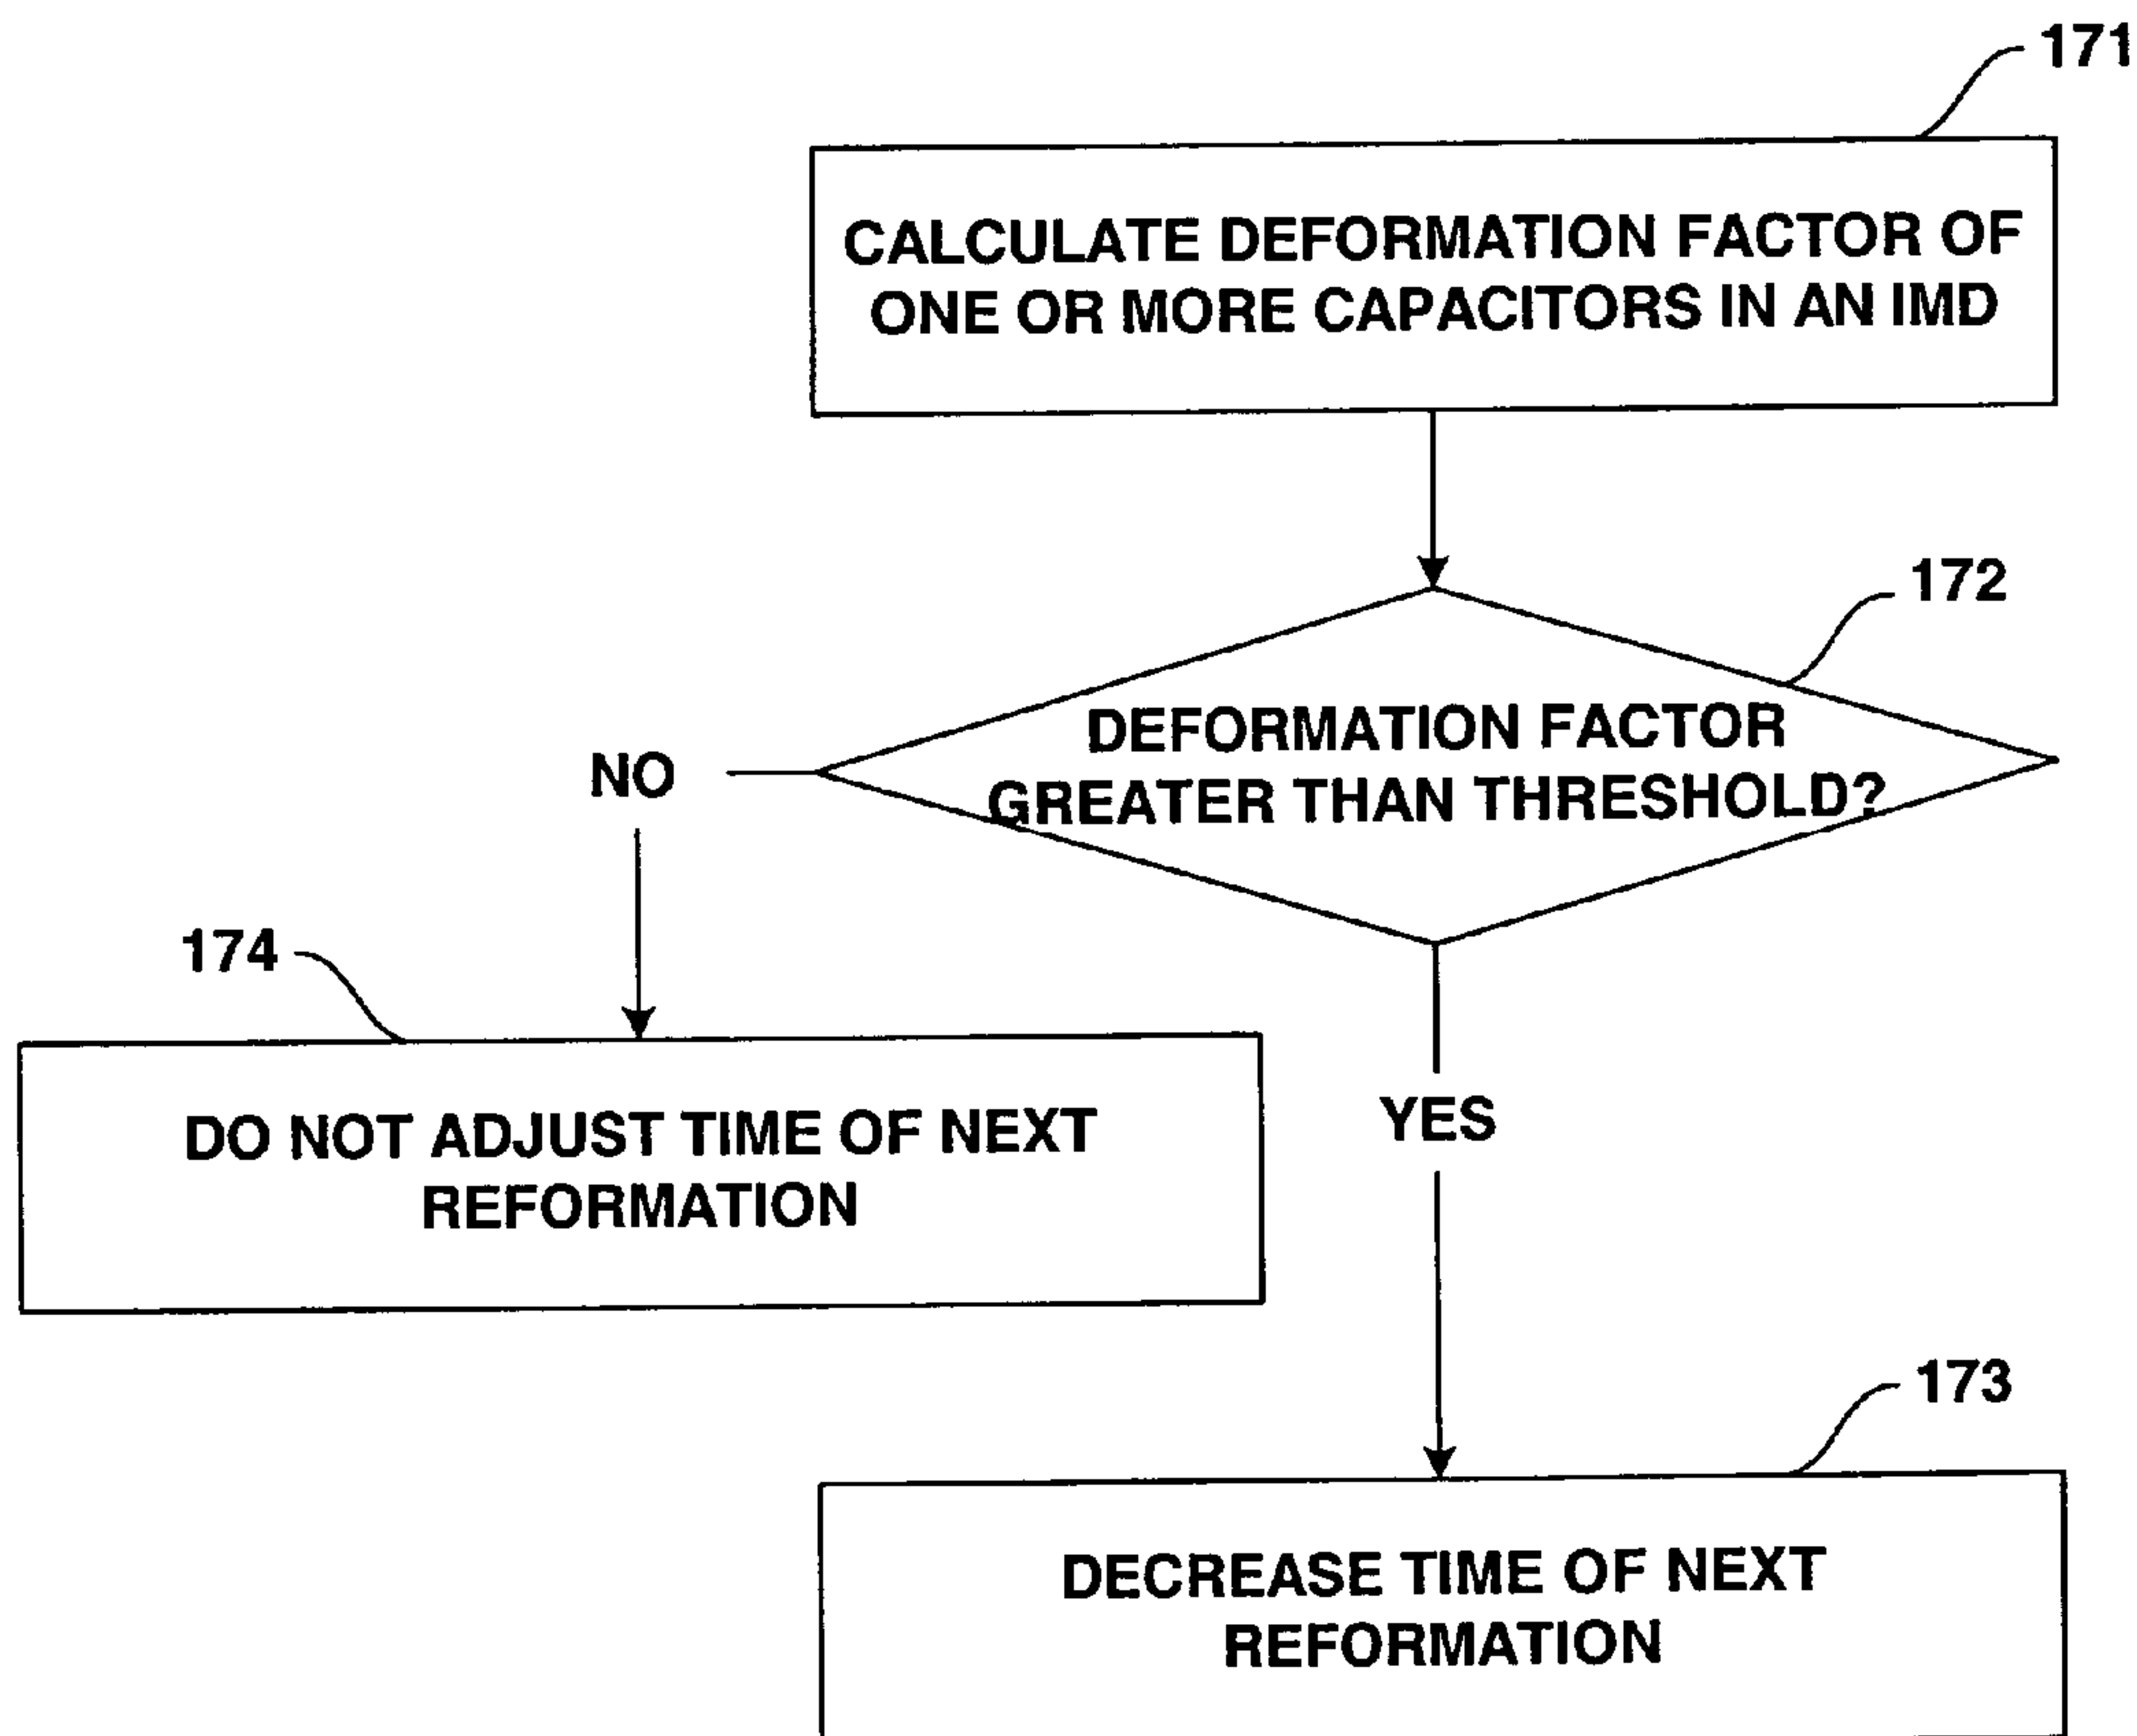 171
CALCULATE DEFORMATION FACTOR OF
ONE OR MORE CAPACITORS IN AN IMD
172
DEFORMATION FACTOR
GREATER THAN THRESHOLD?
NO
174
DO NOT ADJUST TIME OF NEXT
REFORMATION
YES
173
DECREASE TIME OF NEXT
REFORMATION